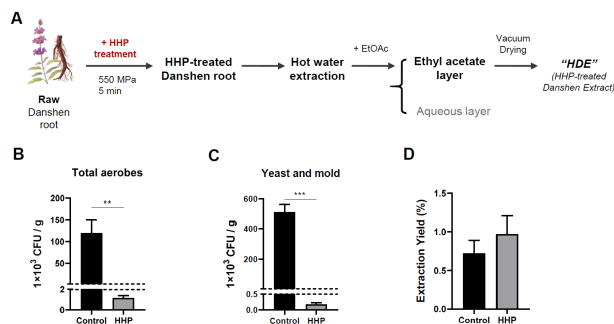 A
+ HHP
treatment
550 MPa
5 min
Raw
Danshen
root
HHP-treated
Danshen root
Hot water
extraction
+ EtOAc
Ethyl acetate
layer
Aqueous layer
Vacuum
Drying
“HDE”
(HHP-treated
Danshen Extract)
B
Total aerobes
1×10³ CFU / g
200
150
100
50
2
0
**
Control
HHP
C
Yeast and mold
1×10³ CFU / g
600
400
200
0.5
0.0
***
Control
HHP
D
Extraction Yield (%)
1.5
1.0
0.5
0.0
Control
HHP